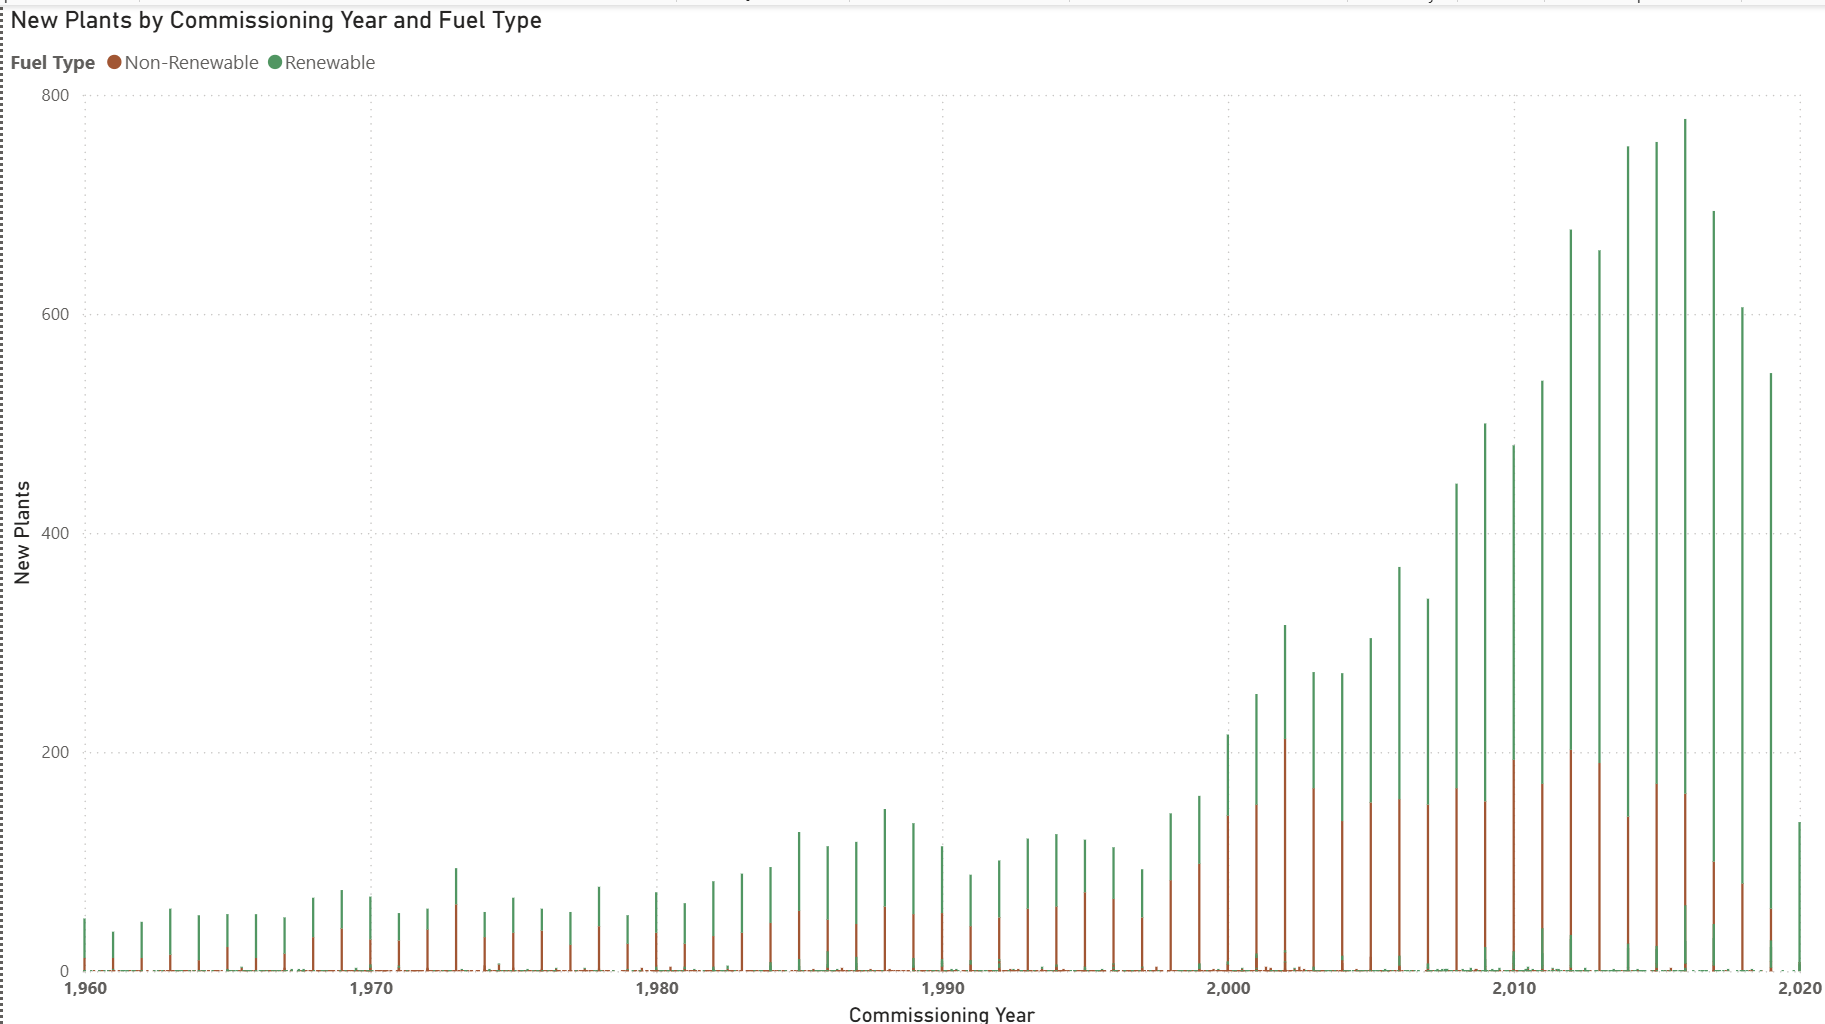 New Plants by Commissioning Year and Fuel Type
Fuel Type Non-Renewable Renewable
800
600
400
200
0
New Plants
1,960 1,970 1,980 1,990 2,000 2,010 2,020
Commissioning Year